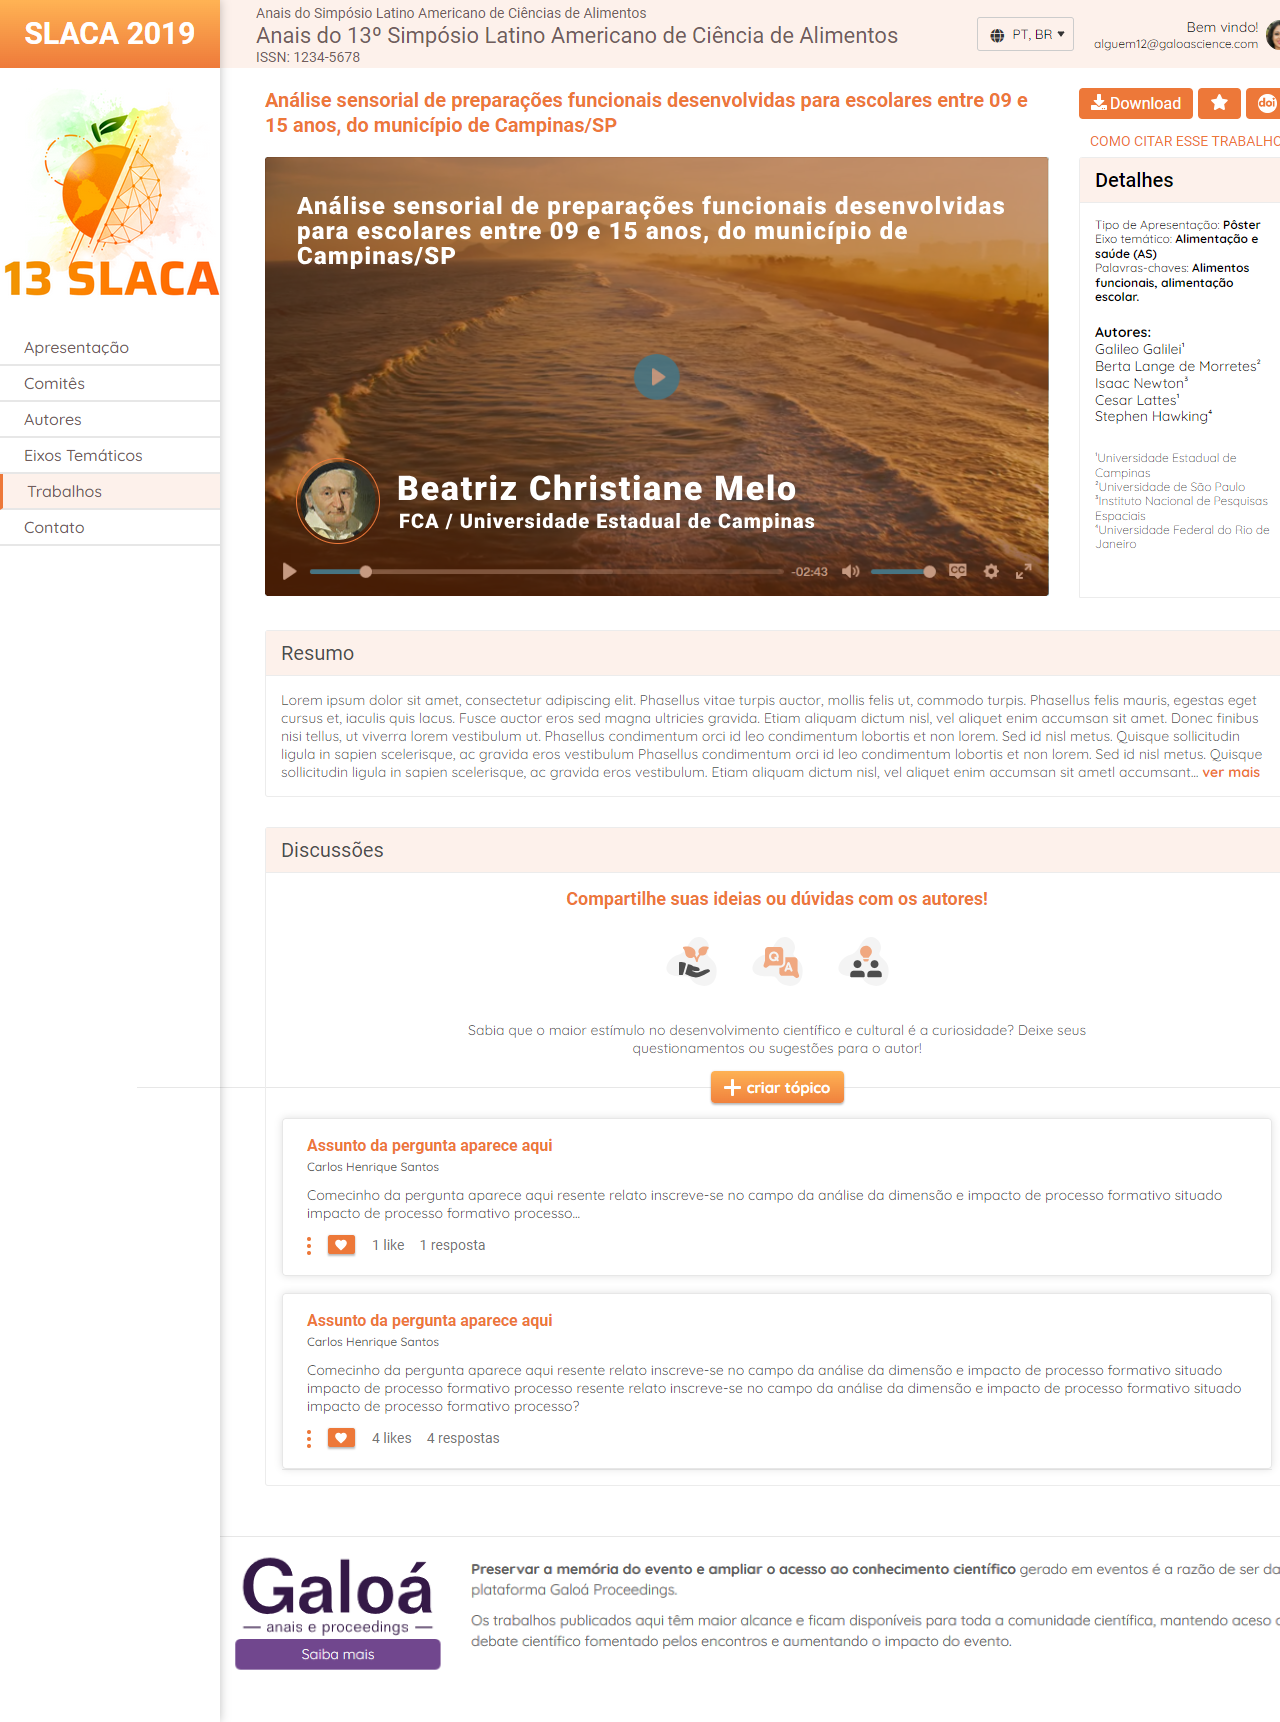 SLACA 2019
Anais do Simpósio Latino Americano de Ciências de Alimentos
Anais do 13º Simpósio Latino Americano de Ciência de Alimentos
ISSN: 1234-5678
PT, BR
Bem vindo!
alguem12@galoascience.com
13 SLACA
Apresentação
Comitês
Autores
Eixos Temáticos
Trabalhos
Contato
Análise sensorial de preparações funcionais desenvolvidas para escolares entre 09 e
15 anos, do município de Campinas/SP
Download
doi
COMO CITAR ESSE TRABALHO
Análise sensorial de preparações funcionais desenvolvidas
para escolares entre 09 e 15 anos, do município de
Campinas/SP
Beatriz Christiane Melo
FCA / Universidade Estadual de Campinas
-02:43
CC
Detalhes
Tipo de Apresentação: Pôster
Eixo temático: Alimentação e
saúde (AS)
Palavras-chaves: Alimentos
funcionais, alimentação
escolar.
Autores:
Galileo Galilei¹
Berta Lange de Morretes²
Isaac Newton³
Cesar Lattes¹
Stephen Hawking⁴
¹Universidade Estadual de
Campinas
²Universidade de São Paulo
³Instituto Nacional de Pesquisas
Espaciais
⁴Universidade Federal do Rio de
Janeiro
Resumo
Lorem ipsum dolor sit amet, consectetur adipiscing elit. Phasellus vitae turpis auctor, mollis felis ut, commodo turpis. Phasellus felis mauris, egestas eget
cursus et, iaculis quis lacus. Fusce auctor eros sed magna ultricies gravida. Etiam aliquam dictum nisl, vel aliquet enim accumsan sit amet. Donec finibus
nisi tellus, ut viverra lorem vestibulum ut. Phasellus condimentum orci id leo condimentum lobortis et non lorem. Sed id nisl metus. Quisque sollicitudin
ligula in sapien scelerisque, ac gravida eros vestibulum Phasellus condimentum orci id leo condimentum lobortis et non lorem. Sed id nisl metus. Quisque
sollicitudin ligula in sapien scelerisque, ac gravida eros vestibulum. Etiam aliquam dictum nisl, vel aliquet enim accumsan sit ametl accumsant... ver mais
Discussões
Compartilhe suas ideias ou dúvidas com os autores!
Q A
Sabia que o maior estímulo no desenvolvimento científico e cultural é a curiosidade? Deixe seus
questionamentos ou sugestões para o autor!
criar tópico
Assunto da pergunta aparece aqui
Carlos Henrique Santos
Comecinho da pergunta aparece aqui resente relato inscreve-se no campo da análise da dimensão e impacto de processo formativo situado
impacto de processo formativo processo...
1 like 1 resposta
Assunto da pergunta aparece aqui
Carlos Henrique Santos
Comecinho da pergunta aparece aqui resente relato inscreve-se no campo da análise da dimensão e impacto de processo formativo situado
impacto de processo formativo processo resente relato inscreve-se no campo da análise da dimensão e impacto de processo formativo situado
impacto de processo formativo processo?
4 likes 4 respostas
Galoá
anais e proceedings
Saiba mais
Preservar a memória do evento e ampliar o acesso ao conhecimento científico gerado em eventos é a razão de ser da
plataforma Galoá Proceedings.
Os trabalhos publicados aqui têm maior alcance e ficam disponíveis para toda a comunidade científica, mantendo aceso o
debate científico fomentado pelos encontros e aumentando o impacto do evento.